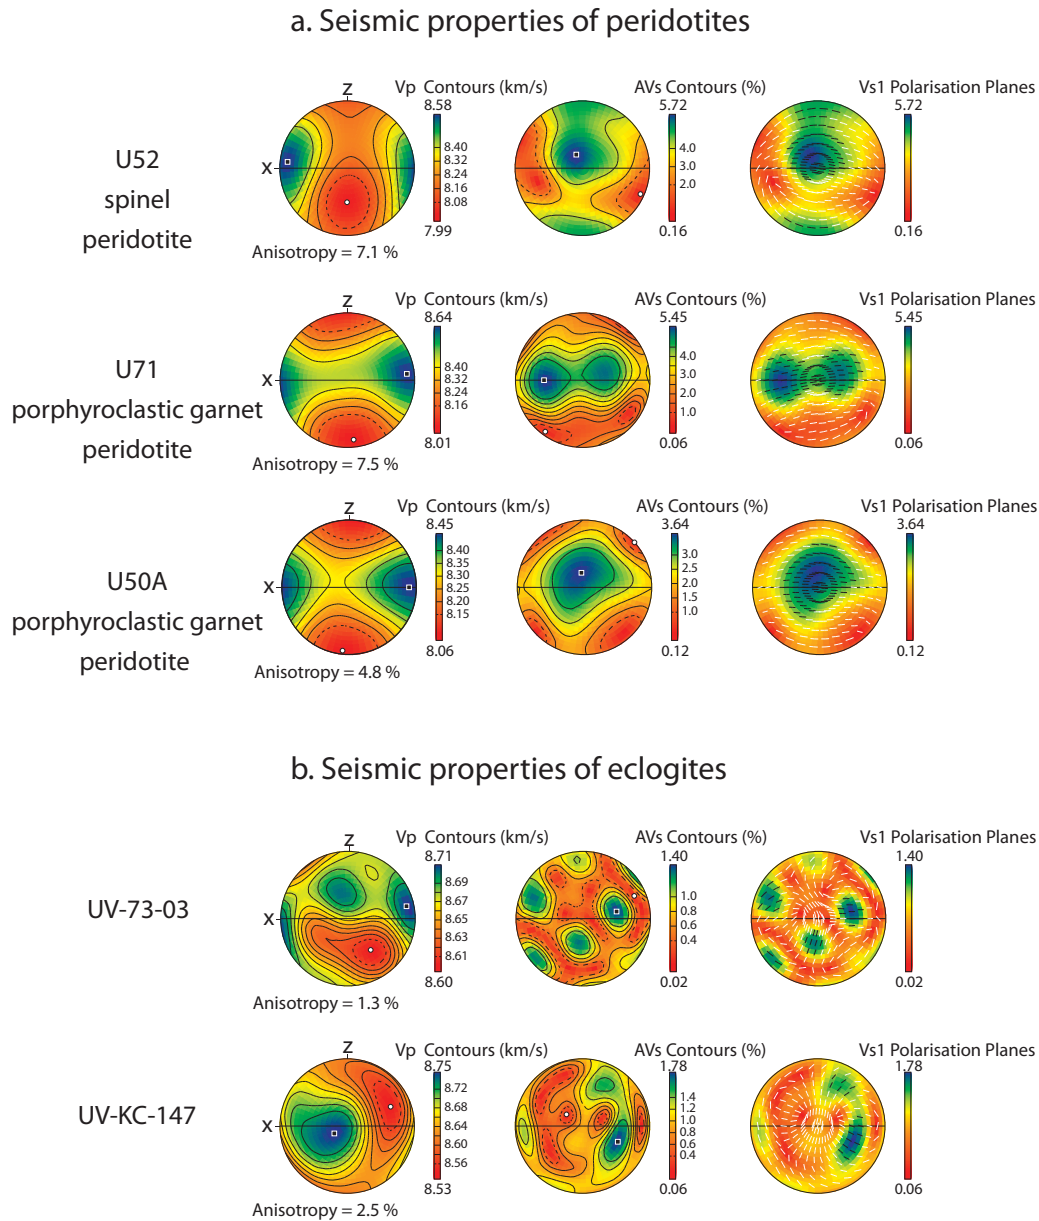 a. Seismic properties of peridotites
U52
spinel
peridotite
Z
X
Vp Contours (km/s)
8.58
8.40
8.32
8.24
8.16
8.08
7.99
Anisotropy = 7.1 %
AVs Contours (%)
5.72
4.0
3.0
2.0
0.16
Vs1 Polarisation Planes
5.72
0.16
U71
porphyroclastic garnet
peridotite
Z
X
Vp Contours (km/s)
8.64
8.40
8.32
8.24
8.16
8.01
Anisotropy = 7.5 %
AVs Contours (%)
5.45
4.0
3.0
2.0
1.0
0.06
Vs1 Polarisation Planes
5.45
0.06
U50A
porphyroclastic garnet
peridotite
Z
X
Vp Contours (km/s)
8.45
8.40
8.35
8.30
8.25
8.20
8.15
8.06
Anisotropy = 4.8 %
AVs Contours (%)
3.64
3.0
2.5
2.0
1.5
1.0
0.12
Vs1 Polarisation Planes
3.64
0.12
b. Seismic properties of eclogites
UV-73-03
Z
X
Vp Contours (km/s)
8.71
8.69
8.67
8.65
8.63
8.61
8.60
Anisotropy = 1.3 %
AVs Contours (%)
1.40
1.0
0.8
0.6
0.4
0.02
Vs1 Polarisation Planes
1.40
0.02
UV-KC-147
Z
X
Vp Contours (km/s)
8.75
8.72
8.68
8.64
8.60
8.56
8.53
Anisotropy = 2.5 %
AVs Contours (%)
1.78
1.4
1.2
1.0
0.8
0.6
0.4
0.06
Vs1 Polarisation Planes
1.78
0.06